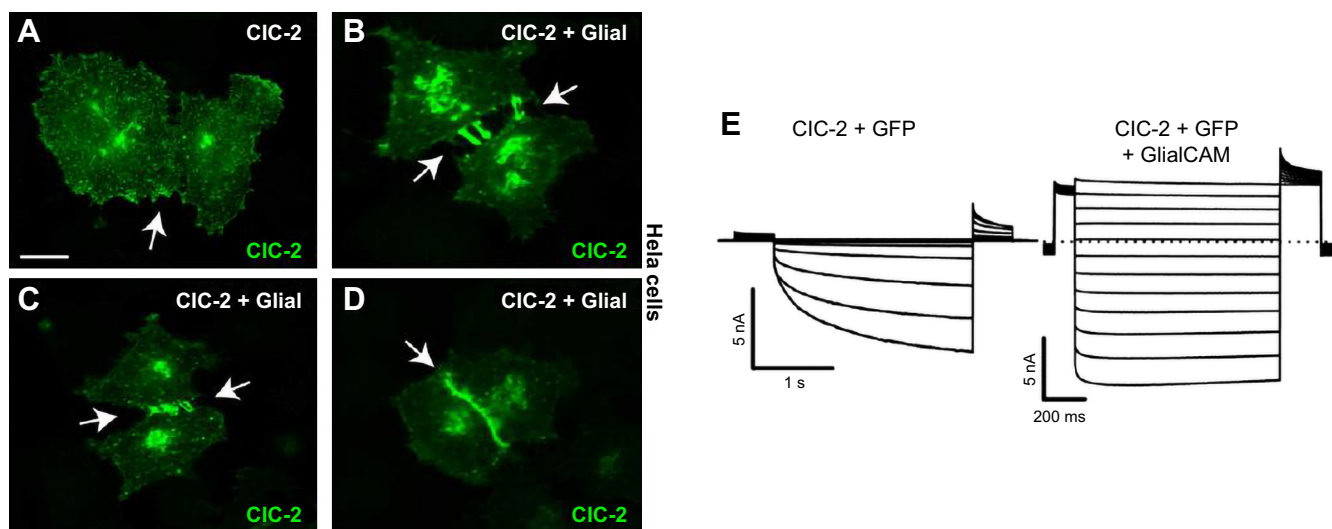 A
ClC-2
ClC-2
B
ClC-2 + Glial
ClC-2
C
ClC-2 + Glial
ClC-2
D
ClC-2 + Glial
ClC-2
Hela cells
E
ClC-2 + GFP
5 nA
1 s
ClC-2 + GFP
+ GlialCAM
5 nA
200 ms